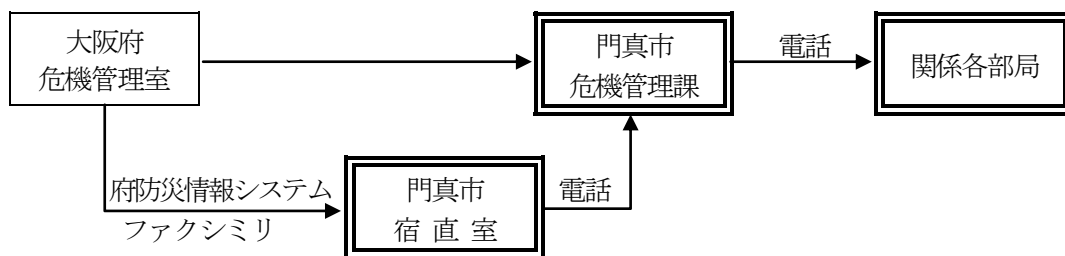 大阪府
危機管理室
門真市
危機管理課
電話
関係各部局
府防災情報システム
ファクシミリ
門真市
宿 直 室
電話